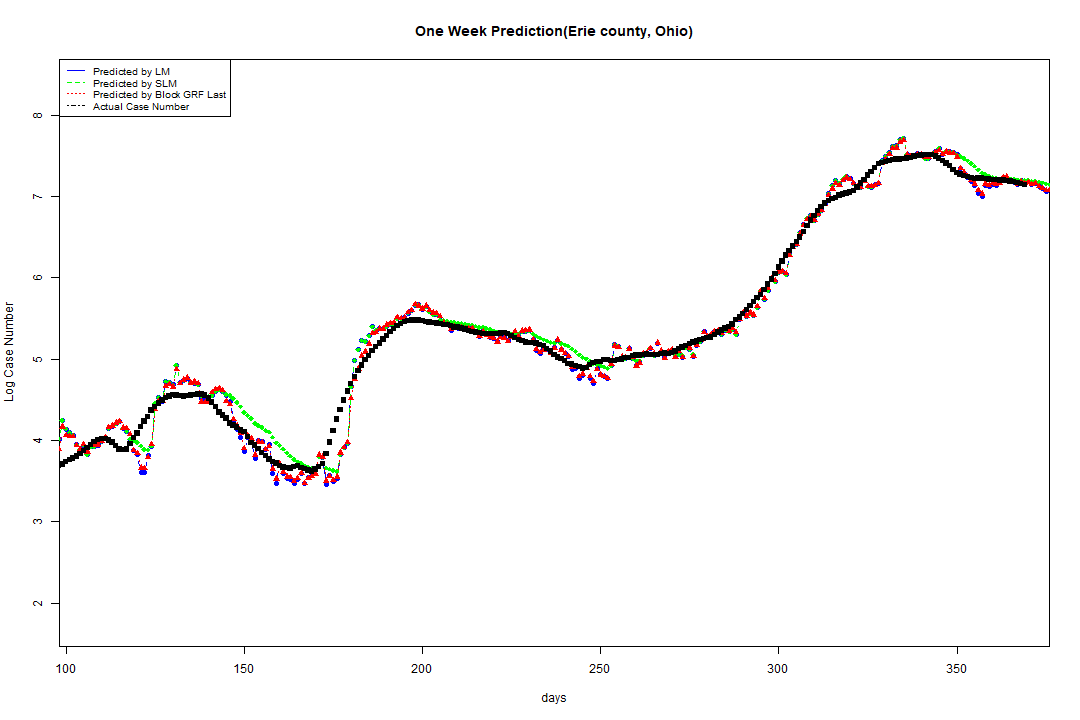 One Week Prediction(Erie county, Ohio)
Predicted by LM
Predicted by SLM
Predicted by Block GRF Last
Actual Case Number
Log Case Number
8
7
6
5
4
3
2
100 150 200 250 300 350
days